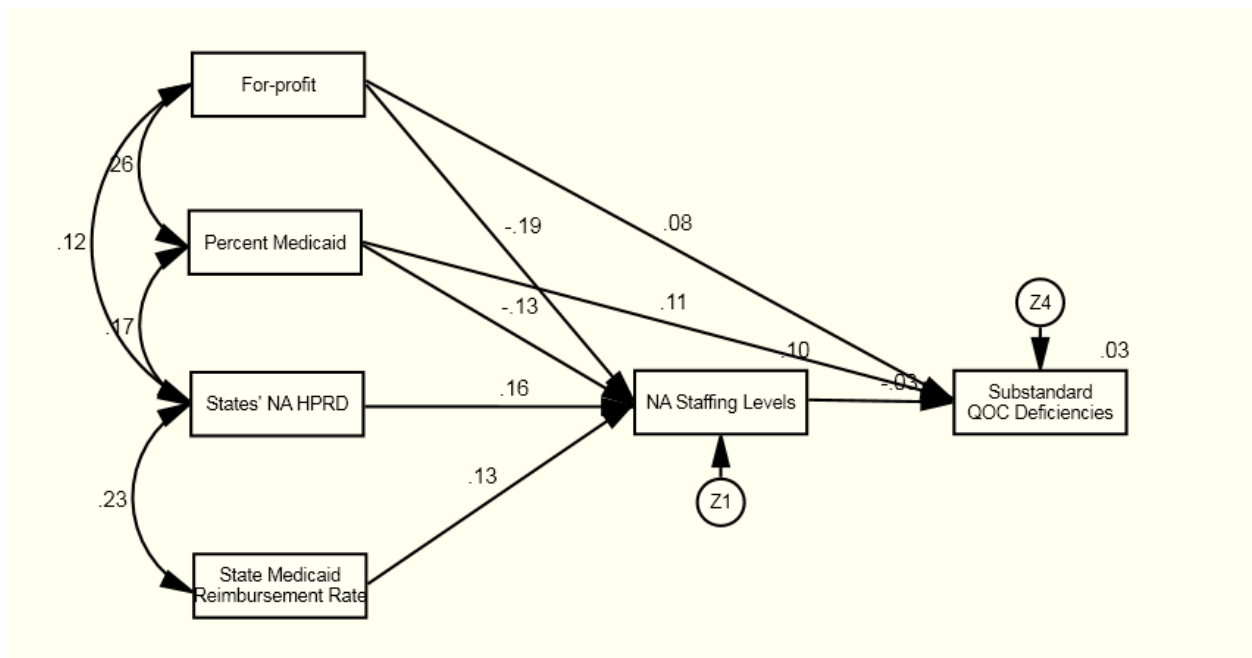 For-profit
.26
Percent Medicaid
.12
-.19
.08
.11
-.13
.17
States' NA HPRD
.16
.10
NA Staffing Levels
-.03
Z4
.03
Substandard
QOC Deficiencies
.13
Z1
.23
State Medicaid
Reimbursement Rate